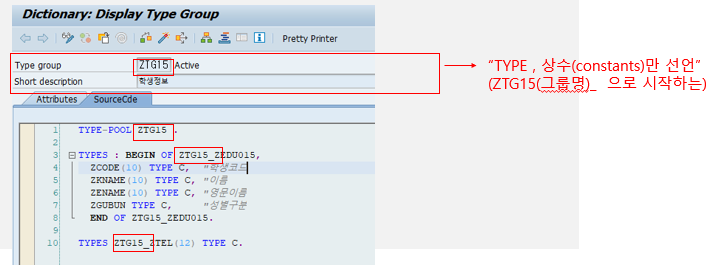 Dictionary: Display Type Group
Pretty Printer
Type group ZTG15 Active
Short description 학생정보
Attributes SourceCde
1 TYPE-POOL ZTG15 .
2
3 TYPES : BEGIN OF ZTG15_ZEDU015,
4 ZCODE(10) TYPE C, "학생코드
5 ZKNAME(10) TYPE C, "이름
6 ZENAME(10) TYPE C, "영문이름
7 ZGUBUN TYPE C, "성별구분
8 END OF ZTG15_ZEDU015.
9
10 TYPES ZTG15_ZTEL(12) TYPE C.
“TYPE , 상수(constants)만 선언”
(ZTG15(그룹명)_ 으로 시작하는)